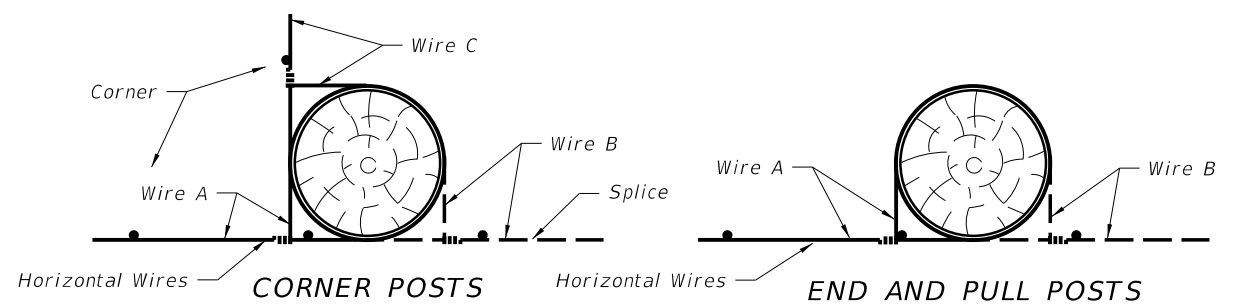 Wire C
Corner
Wire B
Wire A
Splice
Horizontal Wires
CORNER POSTS
Wire A
Wire B
Horizontal Wires
END AND PULL POSTS